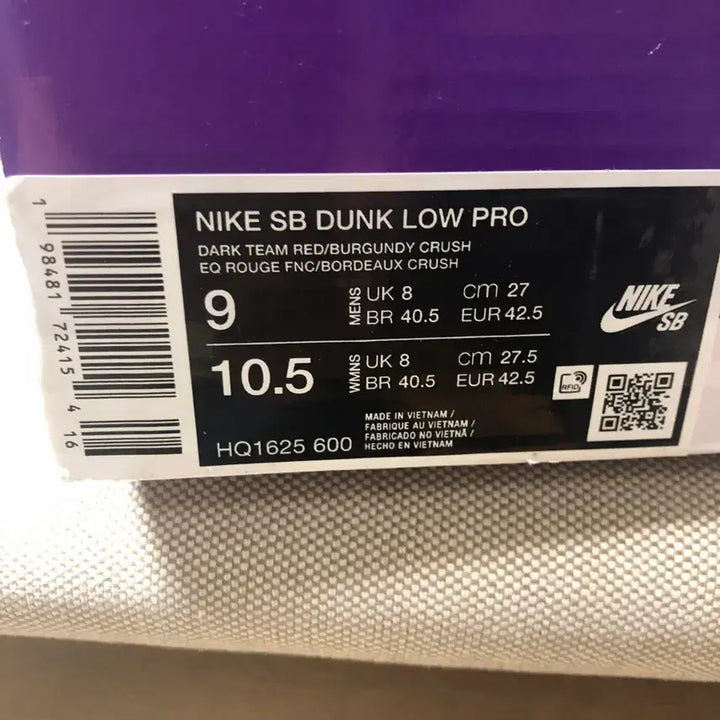 NIKE SB DUNK LOW PRO
DARK TEAM RED/BURGUNDY CRUSH
EQ ROUGE FNC/BORDEAUX CRUSH
9 MENS UK 8 CM 27
BR 40.5 EUR 42.5
10.5 WMNS UK 8 CM 27.5
BR 40.5 EUR 42.5
NIKE
SB
RFID
MADE IN VIETNAM /
FABRIQUE AU VIETNAM /
FABRICADO NO VIETNÃ /
HECHO EN VIETNAM
HQ1625 600
1 98481 72415 4 16